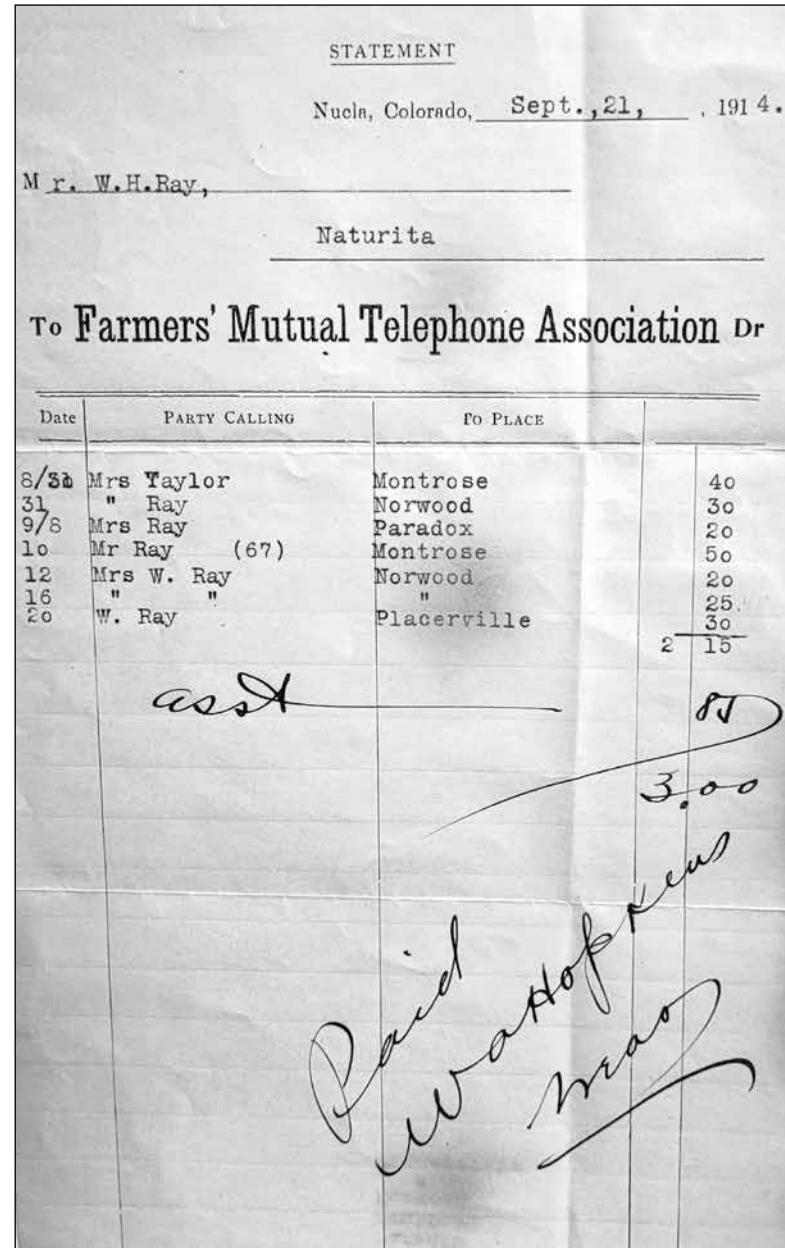 STATEMENT
Nucla, Colorado, Sept.,21, , 1914.
Mr. W.H.Ray,
Naturita
To Farmers' Mutual Telephone Association Dr
Date PARTY CALLING To PLACE
8/31 Mrs Taylor Montrose 40
31 " Ray Norwood 30
9/8 Mrs Ray Paradox 20
10 Mr Ray (67) Montrose 50
12 Mrs W. Ray Norwood 20
16 " " " 25.
20 W. Ray Placerville 30
2 15
asst 85
3.00
Paid
W A Hopkins